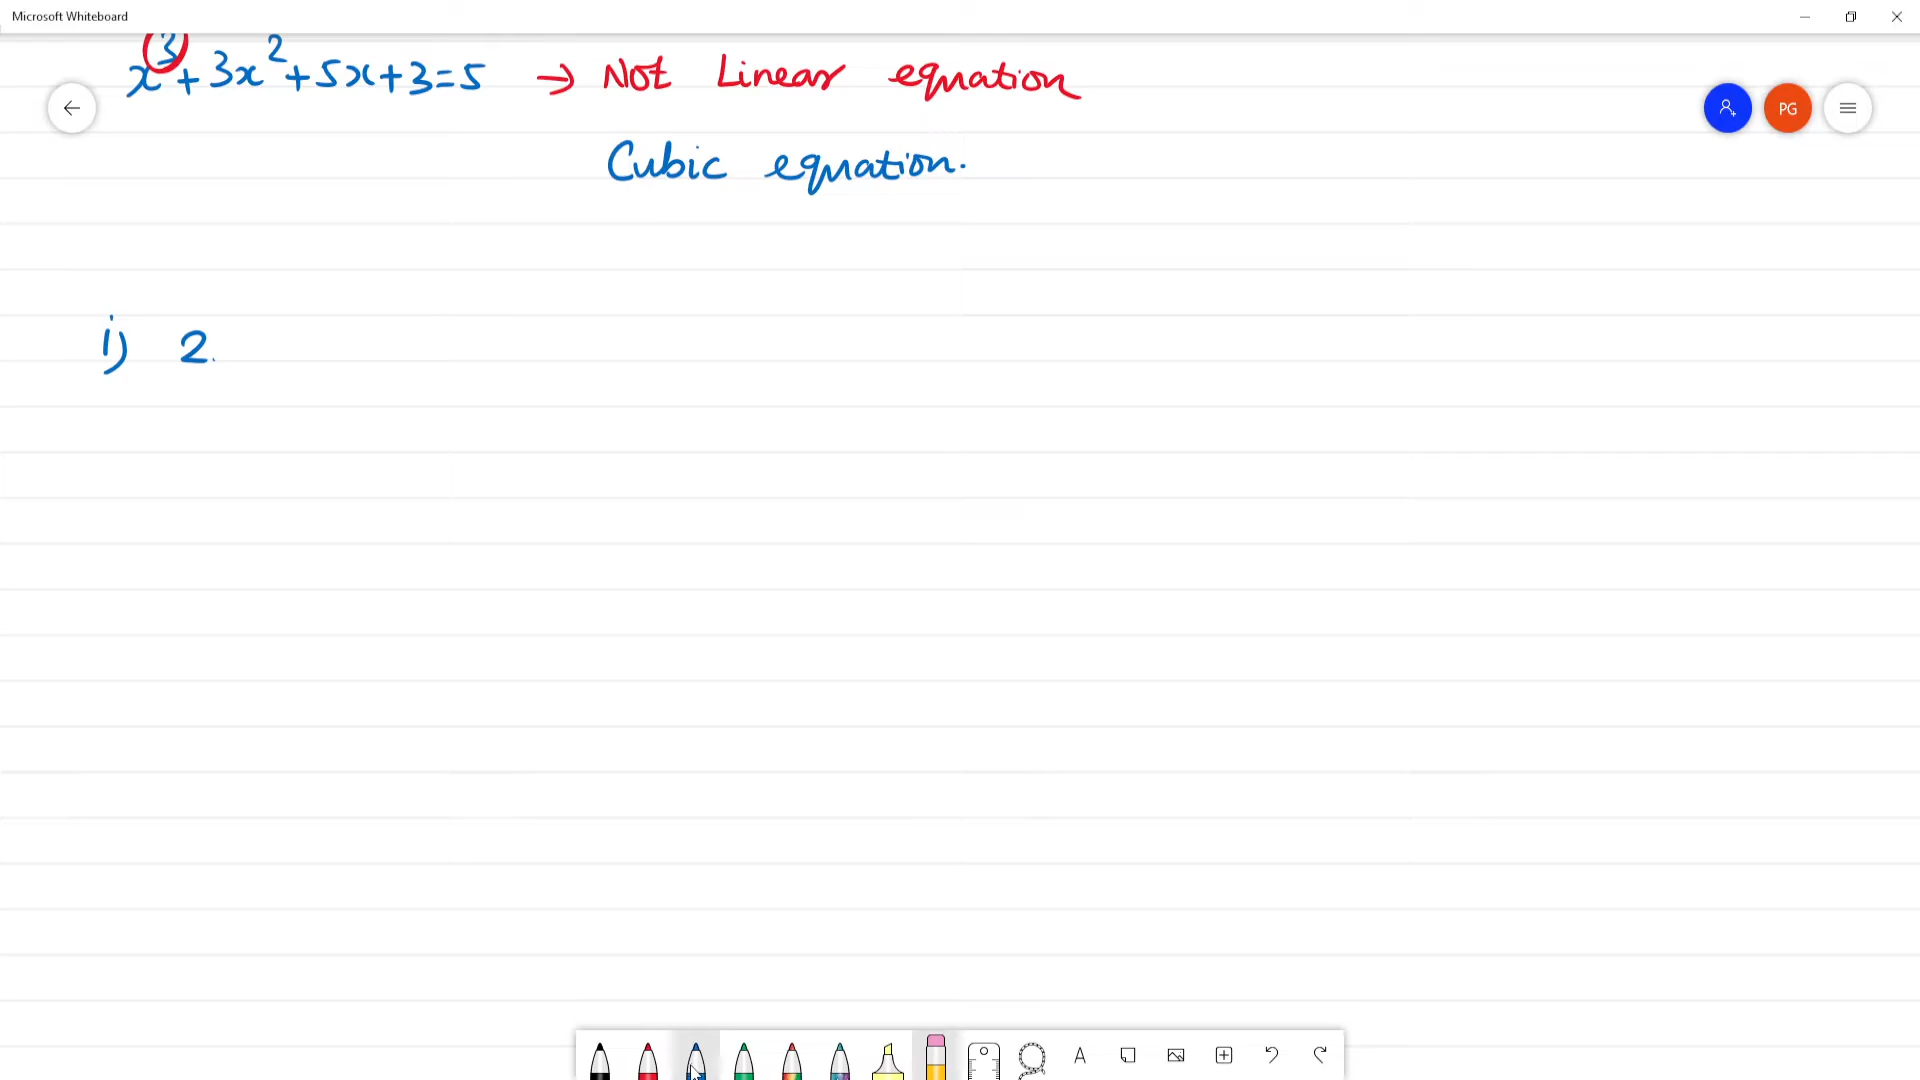 Microsoft Whiteboard
x³+3x²+5x+3=5 → Not Linear equation
PG
Cubic equation.
i) 2.
A